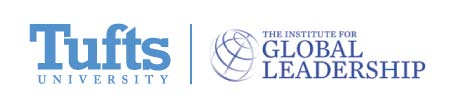 Tufts
UNIVERSITY
THE INSTITUTE FOR
GLOBAL
LEADERSHIP